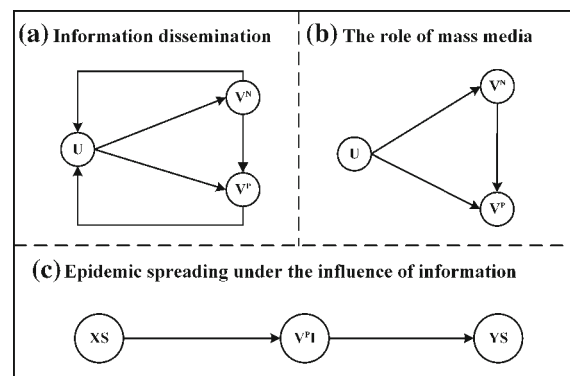 (a) Information dissemination
V^N
U
V^P
(b) The role of mass media
V^N
U
V^P
(c) Epidemic spreading under the influence of information
XS V^PI YS